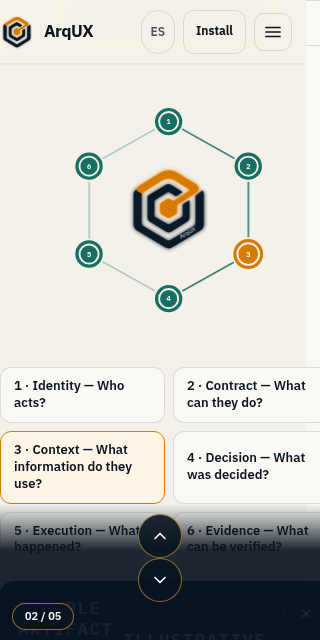 ArqUX
ES
Install
1
2
3
4
5
6
ArqUX
1 · Identity — Who
acts?
2 · Contract — What
can they do?
3 · Context — What
information do they
use?
4 · Decision — What
was decided?
5 · Execution — What
happened?
6 · Evidence — What
can be verified?
02 / 05
ARTIFACT